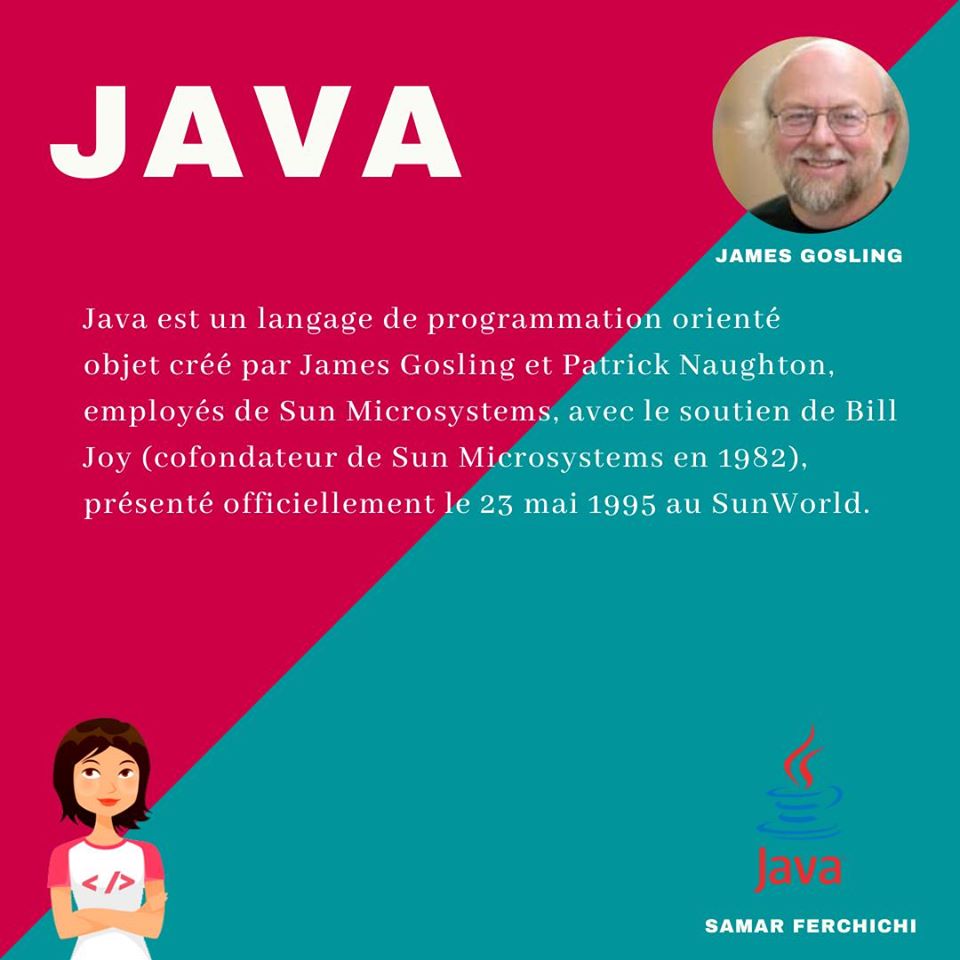 JAVA
JAMES GOSLING
Java est un langage de programmation orienté
objet créé par James Gosling et Patrick Naughton,
employés de Sun Microsystems, avec le soutien de Bill
Joy (cofondateur de Sun Microsystems en 1982),
présenté officiellement le 23 mai 1995 au SunWorld.
</>
Java
SAMAR FERCHICHI